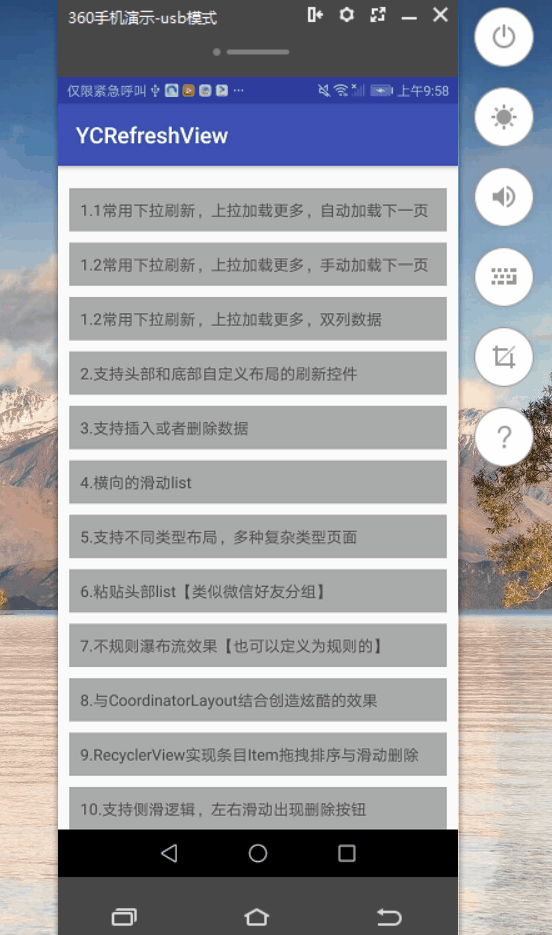 360手机演示-usb模式
仅限紧急呼叫 ··· 上午9:58
YCRefreshView
1.1常用下拉刷新，上拉加载更多，自动加载下一页
1.2常用下拉刷新，上拉加载更多，手动加载下一页
1.2常用下拉刷新，上拉加载更多，双列数据
2.支持头部和底部自定义布局的刷新控件
3.支持插入或者删除数据
4.横向的滑动list
5.支持不同类型布局，多种复杂类型页面
6.粘贴头部list【类似微信好友分组】
7.不规则瀑布流效果【也可以定义为规则的】
8.与CoordinatorLayout结合创造炫酷的效果
9.RecyclerView实现条目Item拖拽排序与滑动删除
10.支持侧滑逻辑，左右滑动出现删除按钮
?